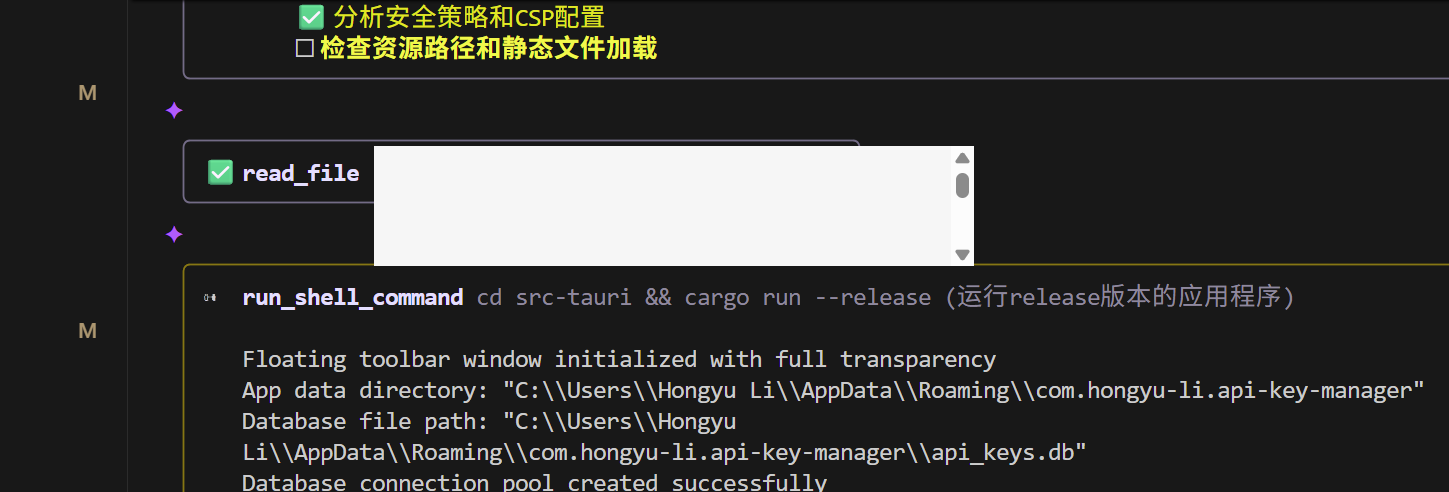 ✅ 分析安全策略和CSP配置
☐ 检查资源路径和静态文件加载
M
✅ read_file
run_shell_command cd src-tauri && cargo run --release (运行release版本的应用程序)
M
Floating toolbar window initialized with full transparency
App data directory: "C:\\Users\\Hongyu Li\\AppData\\Roaming\\com.hongyu-li.api-key-manager"
Database file path: "C:\\Users\\Hongyu
Li\\AppData\\Roaming\\com.hongyu-li.api-key-manager\\api_keys.db"
Database connection pool created successfully